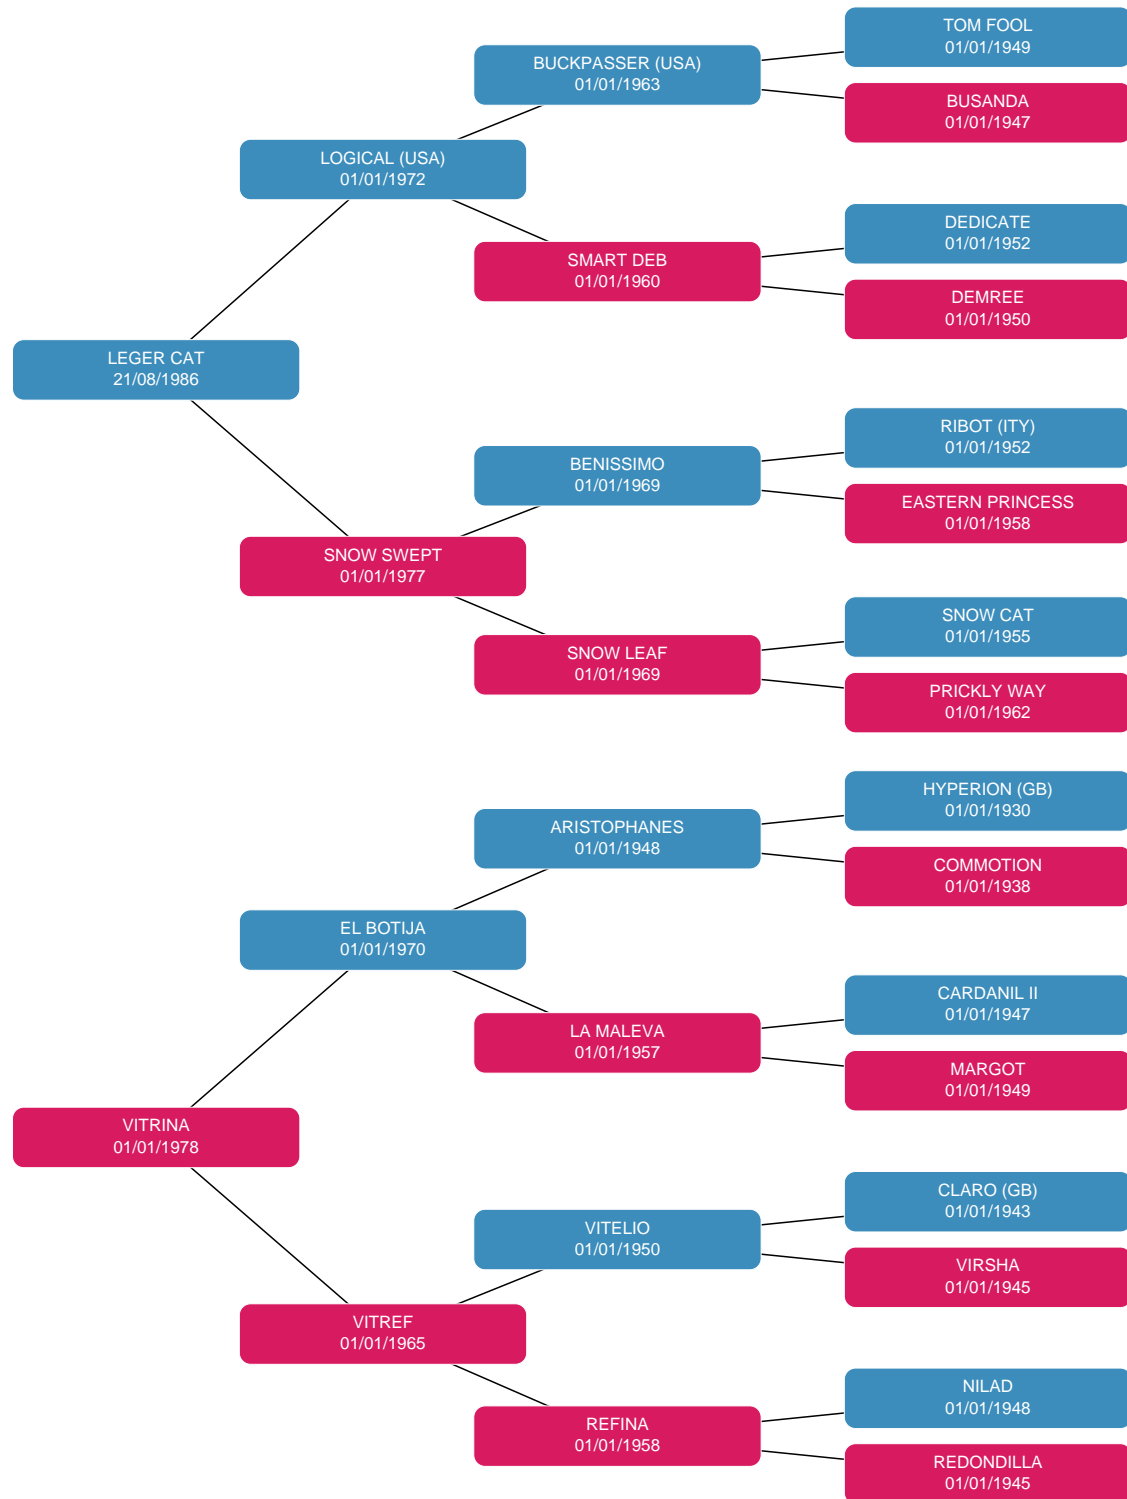 TOM FOOL
01/01/1949
BUCKPASSER (USA)
01/01/1963
BUSANDA
01/01/1947
LOGICAL (USA)
01/01/1972
DEDICATE
01/01/1952
SMART DEB
01/01/1960
DEMREE
01/01/1950
LEGER CAT
21/08/1986
RIBOT (ITY)
01/01/1952
BENISSIMO
01/01/1969
EASTERN PRINCESS
01/01/1958
SNOW SWEPT
01/01/1977
SNOW CAT
01/01/1955
SNOW LEAF
01/01/1969
PRICKLY WAY
01/01/1962
HYPERION (GB)
01/01/1930
ARISTOPHANES
01/01/1948
COMMOTION
01/01/1938
EL BOTIJA
01/01/1970
CARDANIL II
01/01/1947
LA MALEVA
01/01/1957
MARGOT
01/01/1949
VITRINA
01/01/1978
CLARO (GB)
01/01/1943
VITELIO
01/01/1950
VIRSHA
01/01/1945
VITREF
01/01/1965
NILAD
01/01/1948
REFINA
01/01/1958
REDONDILLA
01/01/1945